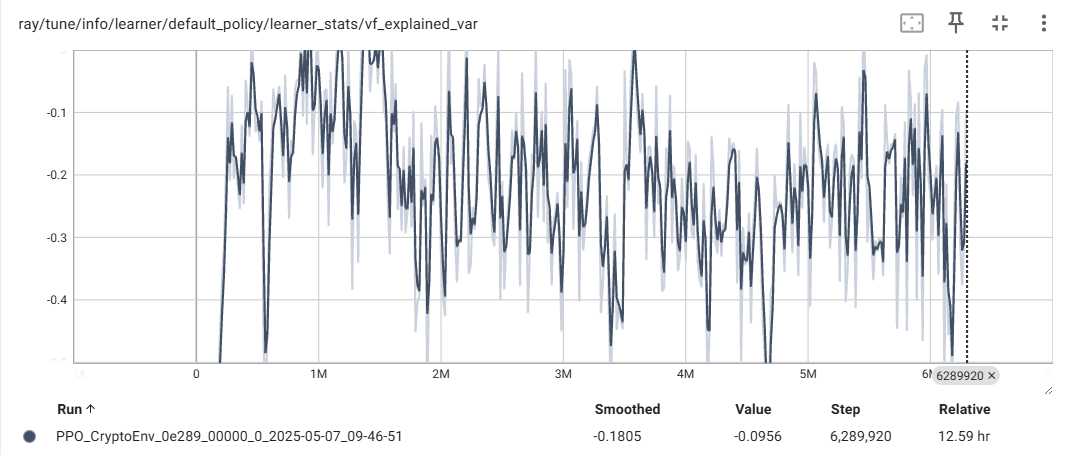 ray/tune/info/learner/default_policy/learner_stats/vf_explained_var
-0.1
-0.2
-0.3
-0.4
0 1M 2M 3M 4M 5M 6M
6289920 ×
Run ↑ Smoothed Value Step Relative
PPO_CryptoEnv_0e289_00000_0_2025-05-07_09-46-51 -0.1805 -0.0956 6,289,920 12.59 hr